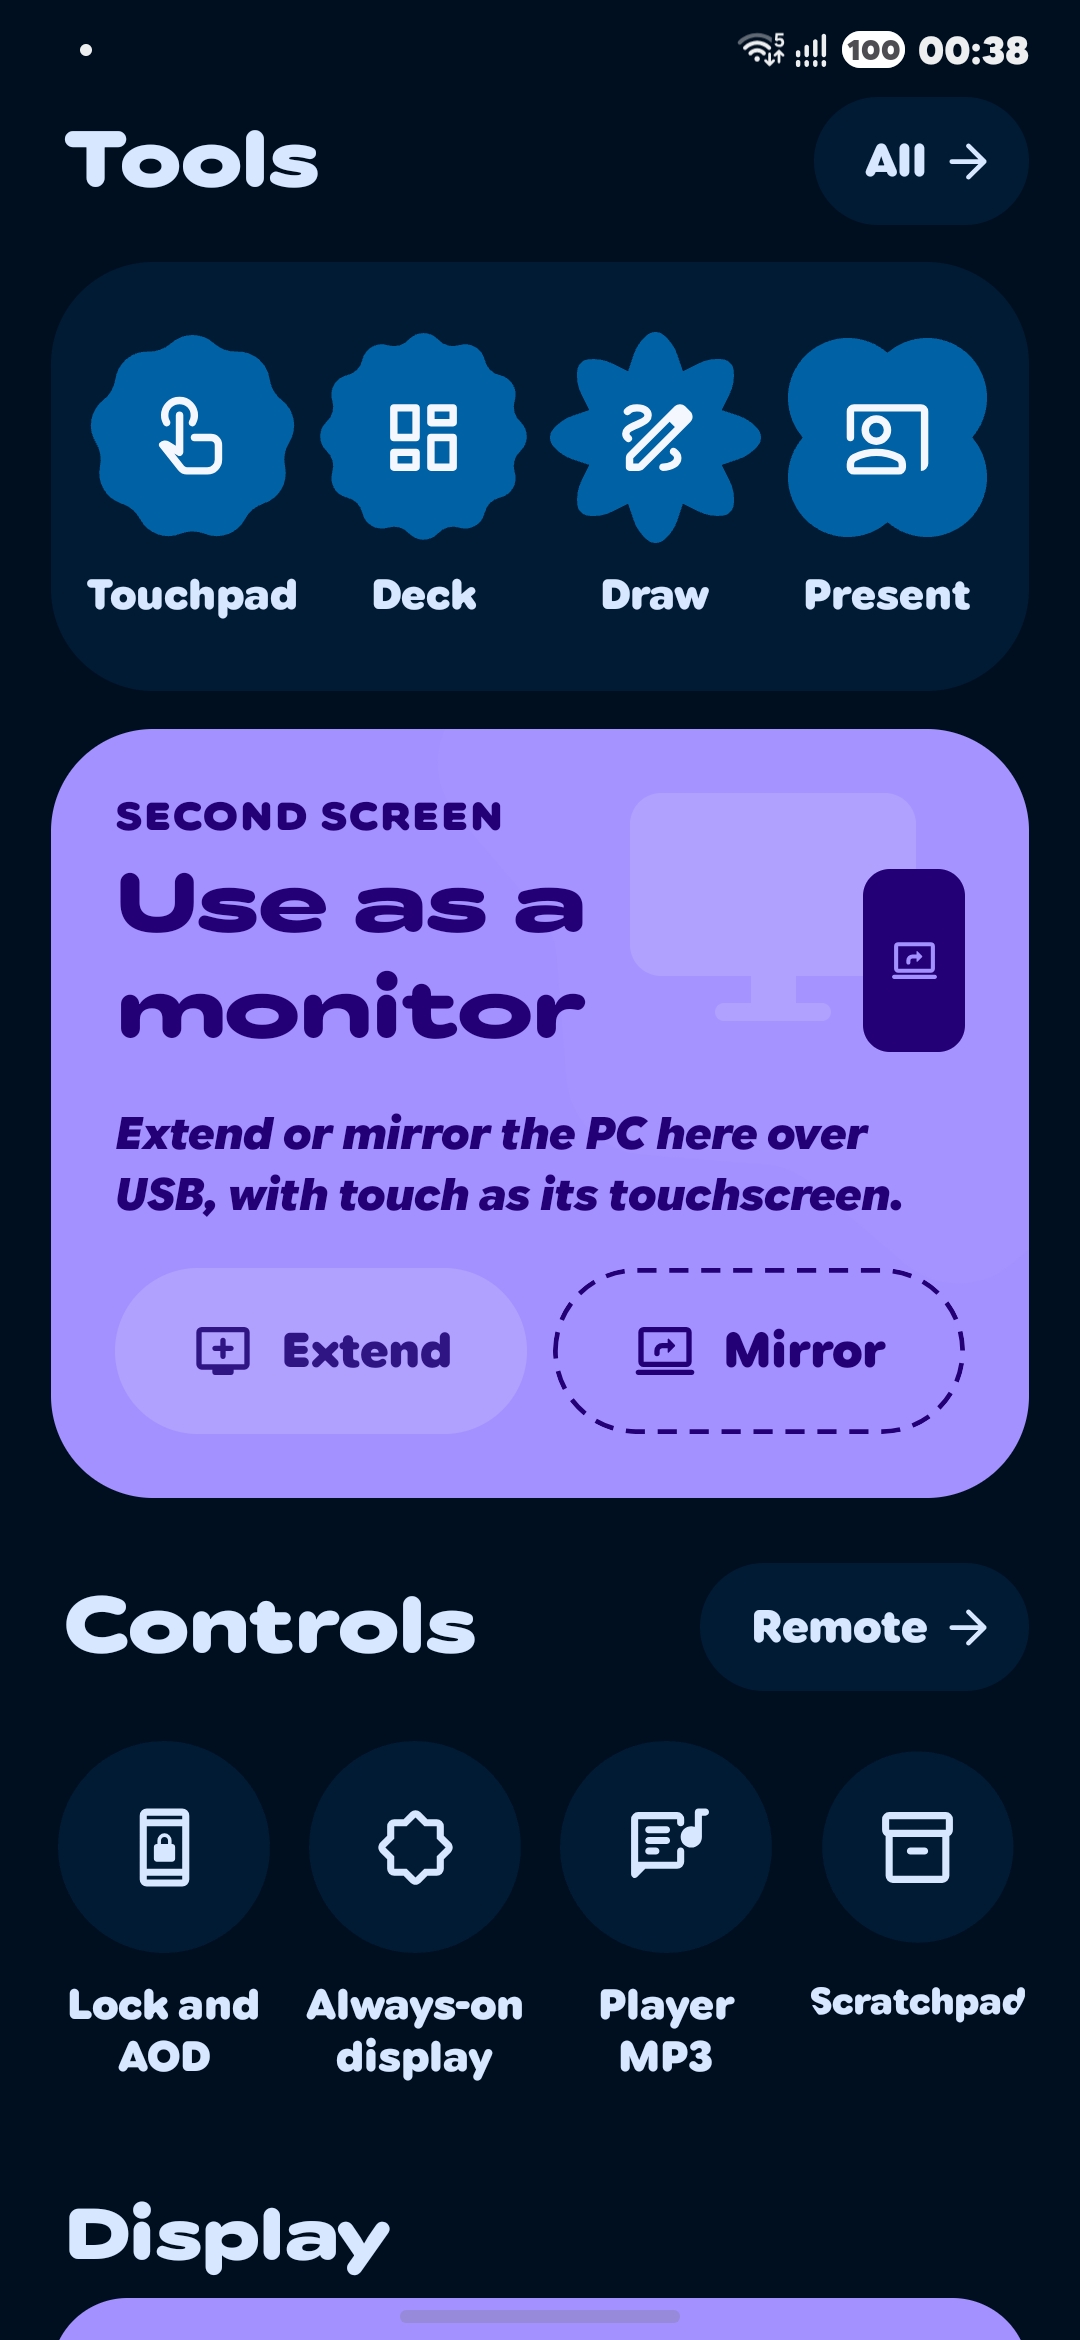 5 100 00:38
Tools
All
Touchpad Deck Draw Present
SECOND SCREEN
Use as a
monitor
Extend or mirror the PC here over
USB, with touch as its touchscreen.
Extend Mirror
Controls
Remote
Lock and
AOD
Always-on
display
Player
MP3
Scratchpad
Display